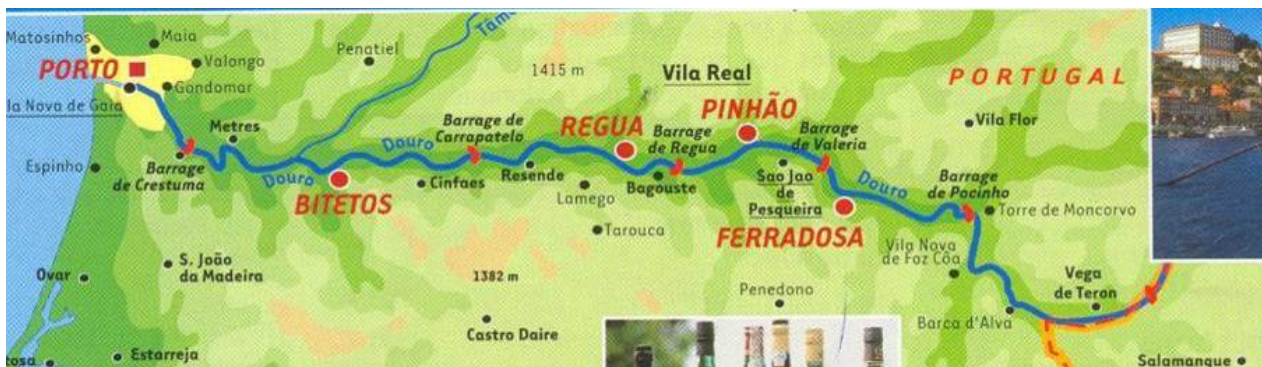 Matosinhos
Maia
PORTO
Valongo
Gondomar
la Nova de Gaia
Penatiel
Tâm
1415 m
Vila Real
PORTUGAL
Metres
Barrage de
Carrapatelo
Douro
REGUA
Barrage
de Regua
PINHÃO
Barrage
de Valeria
Vila Flor
Espinho
Barrage
de Crestuma
Douro
BITETOS
Cinfaes
Resende
Lamego
Bagouste
Sao Jao
de
Pesqueira
Douro
Barrage
de Pocinho
Torre de Moncorvo
Tarouca
FERRADOSA
Vila Nova
de Foz Côa
S. João
da Madeira
Ovar
1382 m
Penedono
Vega
de Teron
Barca d'Alva
Castro Daire
Estarreja
tosa
Salamanque